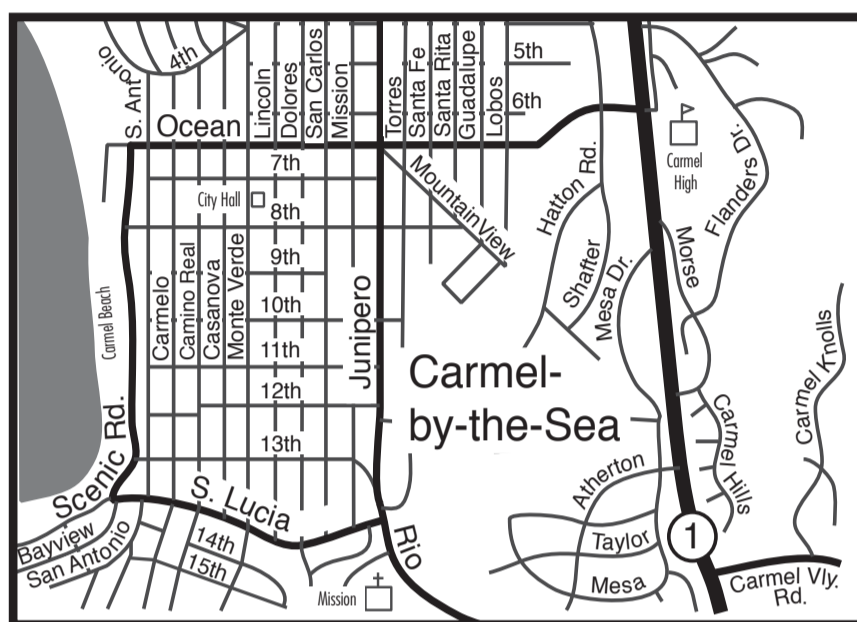 S. Antonio
4th
Ocean
Lincoln
Dolores
San Carlos
Mission
Torres
Santa Fe
Santa Rita
Guadalupe
Lobos
5th
6th
Carmel
High
Flanders Dr.
7th
City Hall
8th
Mountain View
Hatton Rd.
Shafter
Mesa Dr.
Morse
9th
10th
11th
12th
13th
Carmel Beach
Carmelo
Camino Real
Casanova
Monte Verde
Junipero
Carmel-
by-the-Sea
Carmel Knolls
Carmel Hills
Scenic Rd.
S. Lucia
Rio
Atherton
Taylor
Mesa
1
Bayview
San Antonio
14th
15th
Mission
Carmel Vly.
Rd.